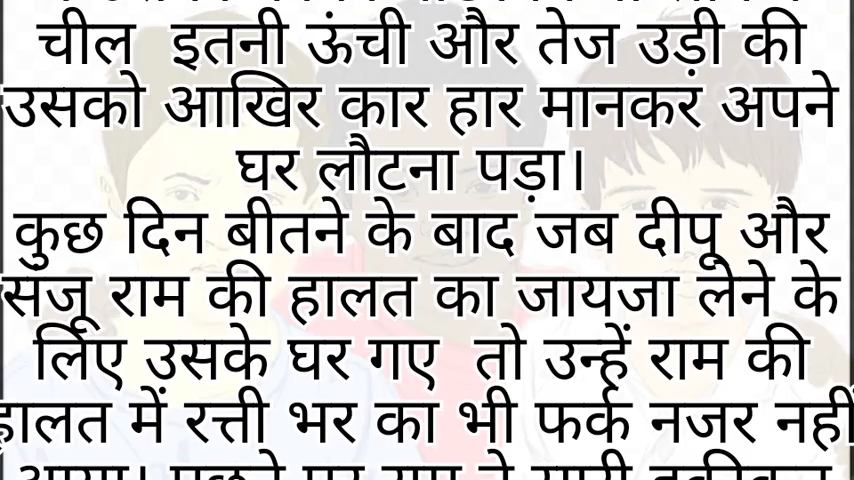 चील इतनी ऊंची और तेज उड़ी की
उसको आखिर कार हार मानकर अपने
घर लौटना पड़ा।
कुछ दिन बीतने के बाद जब दीपू और
संजू राम की हालत का जायजा लेने के
लिए उसके घर गए तो उन्हें राम की
हालत में रत्ती भर का भी फर्क नजर नहीं